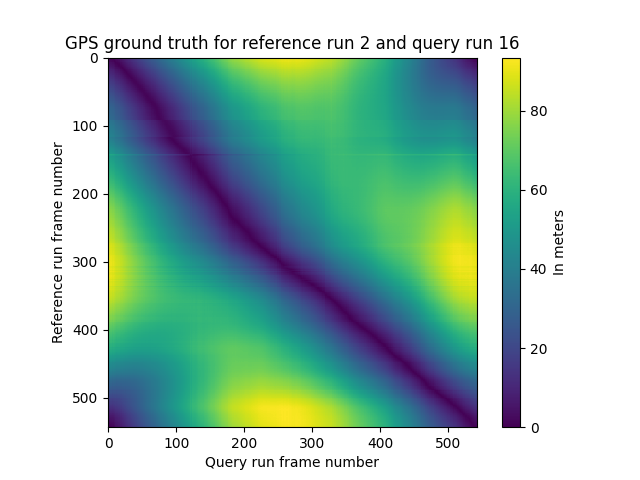 GPS ground truth for reference run 2 and query run 16
0
100
200
300
400
500
Reference run frame number
0 100 200 300 400 500
Query run frame number
80
60
40
20
0
In meters